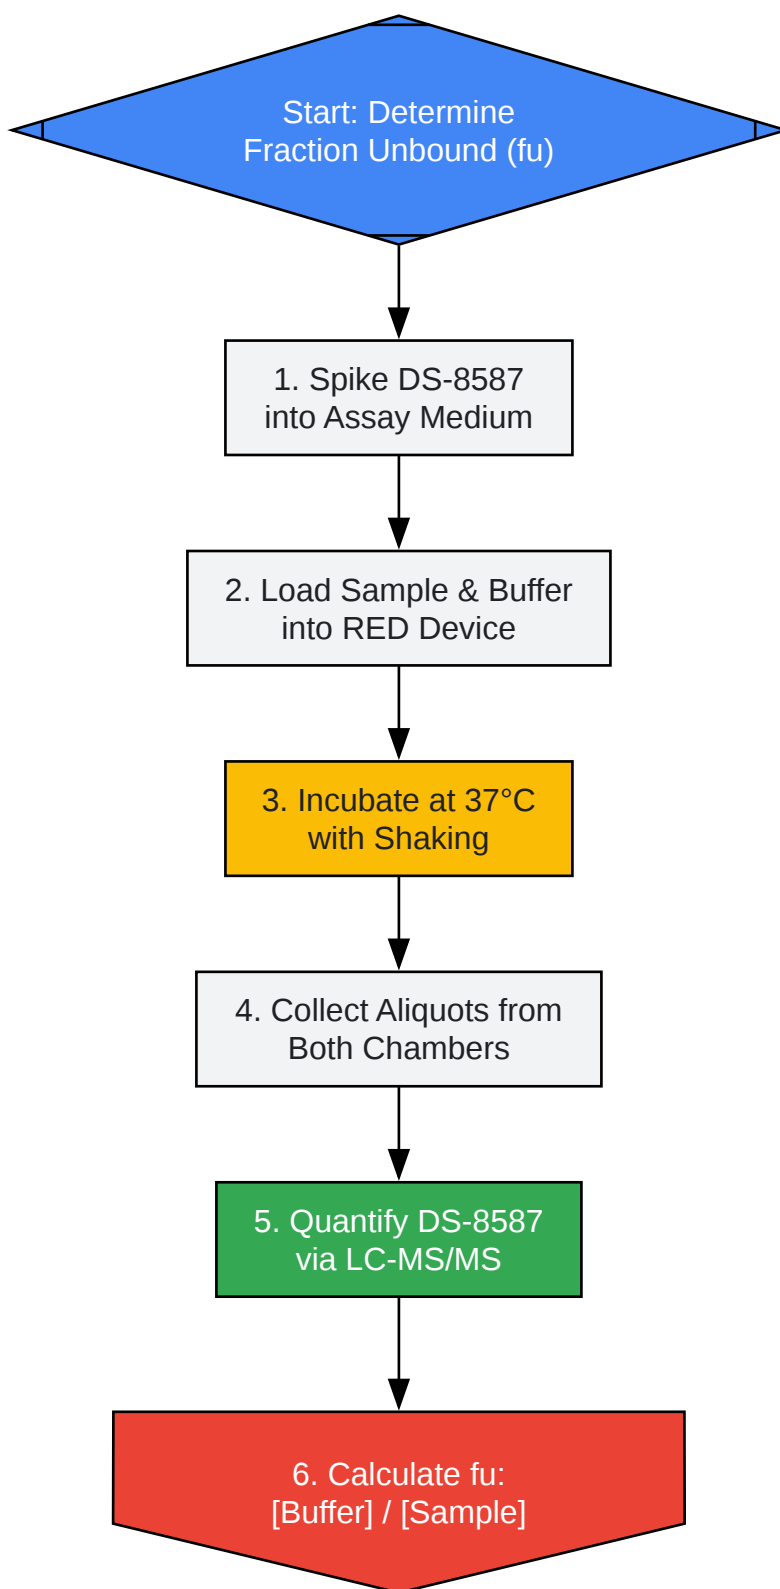 Start: Determine
Fraction Unbound (fu)
1. Spike DS-8587
into Assay Medium
2. Load Sample & Buffer
into RED Device
3. Incubate at 37°C
with Shaking
4. Collect Aliquots from
Both Chambers
5. Quantify DS-8587
via LC-MS/MS
6. Calculate fu:
[Buffer] / [Sample]